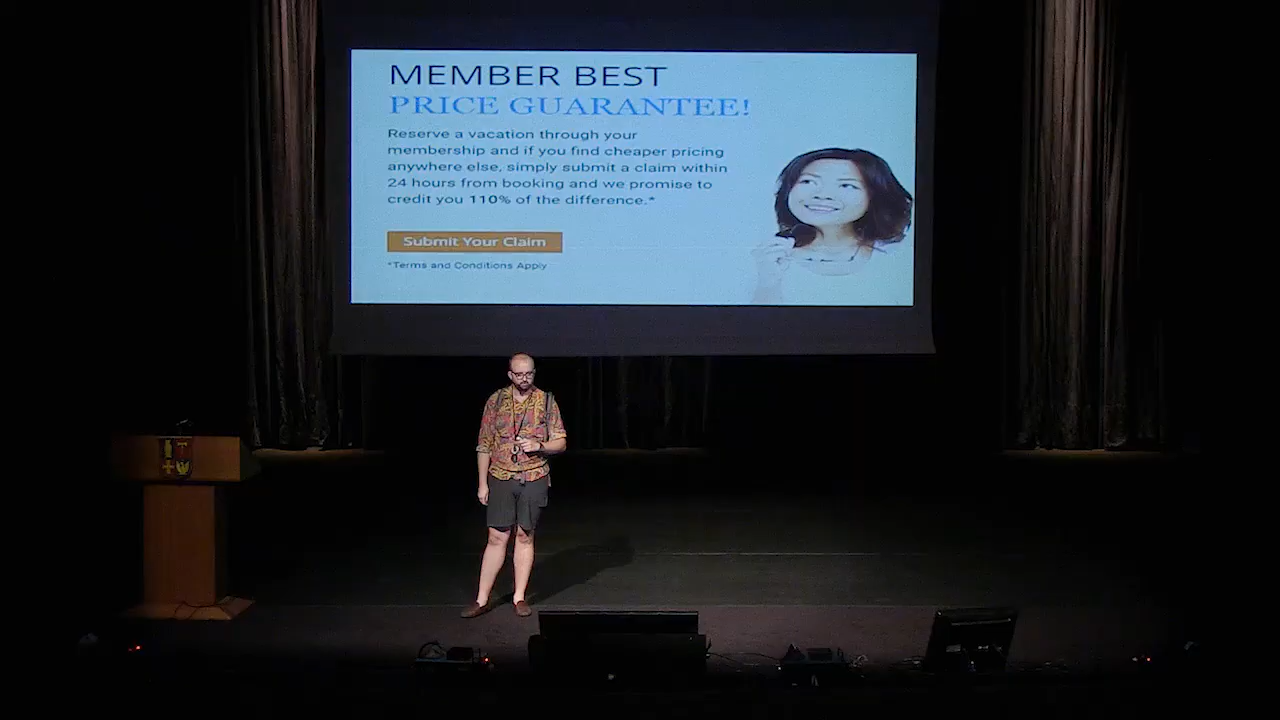 MEMBER BEST
PRICE GUARANTEE!
Reserve a vacation through your
membership and if you find cheaper pricing
anywhere else, simply submit a claim within
24 hours from booking and we promise to
credit you 110% of the difference.*
Submit Your Claim
*Terms and Conditions Apply